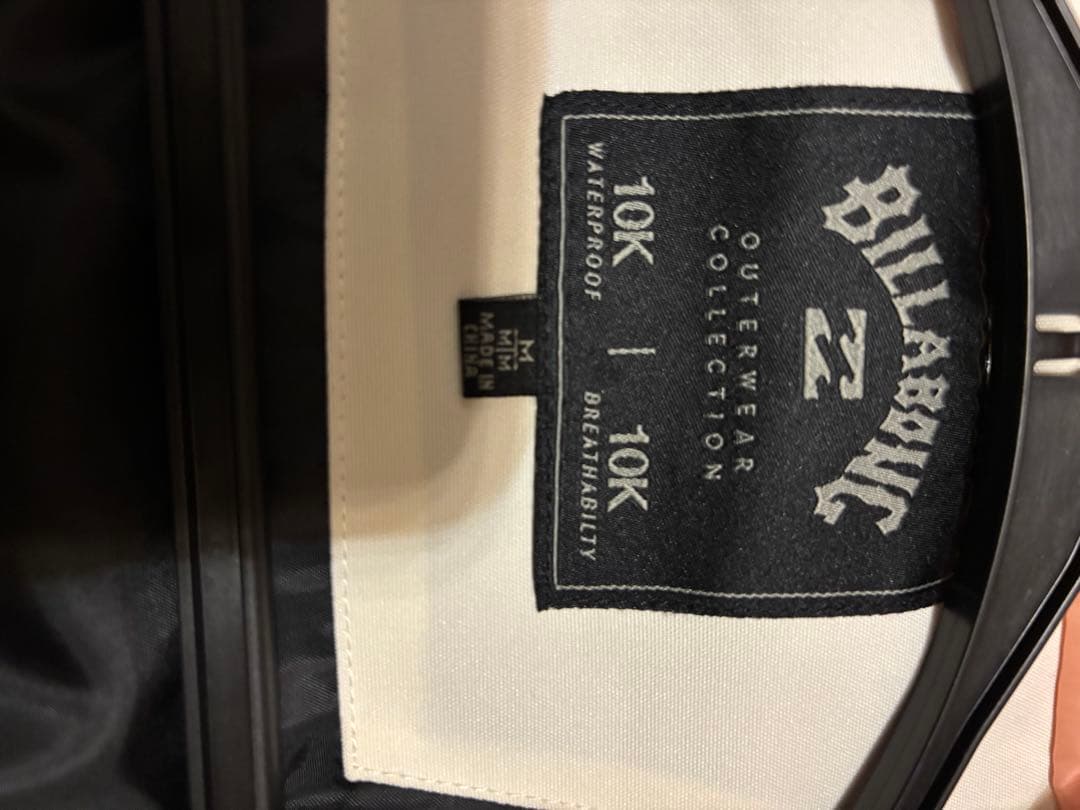 BILLABONG
OUTERWEAR
COLLECTION
10K | 10K
WATERPROOF BREATHABILTY
M
M|M
MADE IN
CHINA